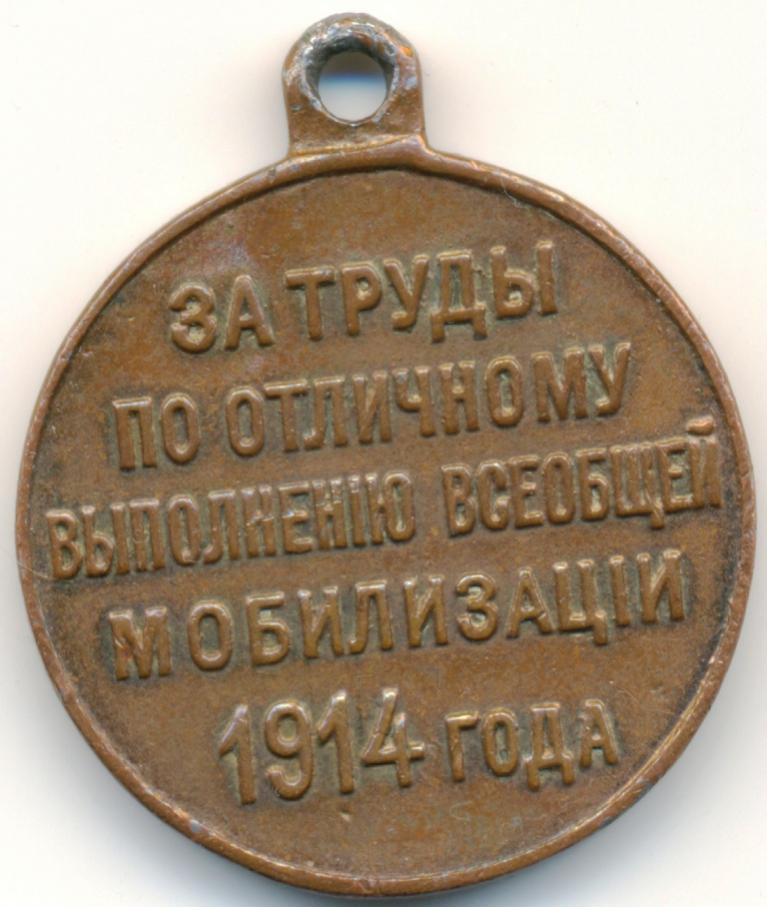 ЗА ТРУДЫ
ПО ОТЛИЧНОМУ
ВЫПОЛНЕНІЮ ВСЕОБЩЕЙ
МОБИЛИЗАЦІИ
1914 ГОДА